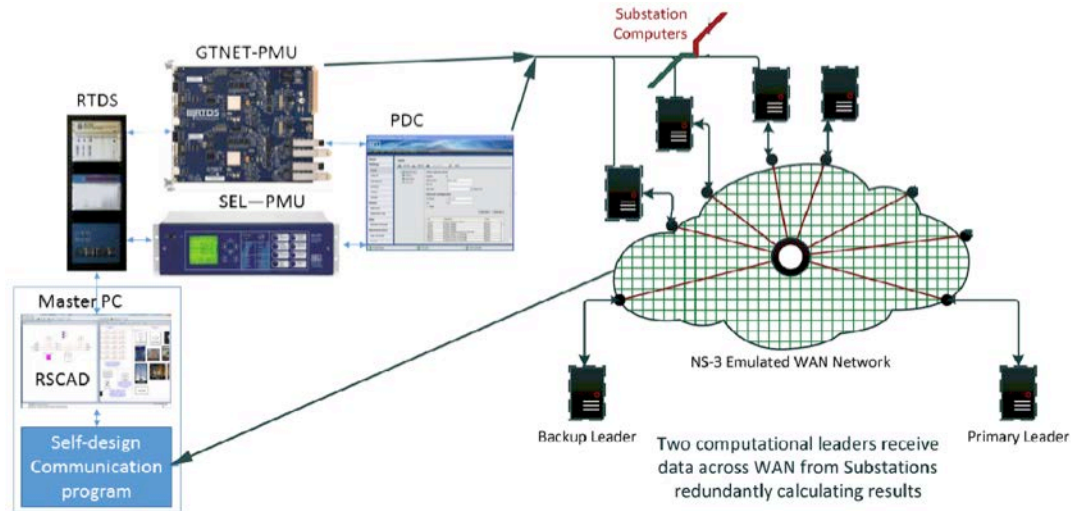 Substation
Computers
GTNET-PMU
RTDS
PDC
RTDS
SEL—PMU
Master PC
RSCAD
NS-3 Emulated WAN Network
Self-design
Communication
program
Backup Leader
Primary Leader
Two computational leaders receive
data across WAN from Substations
redundantly calculating results